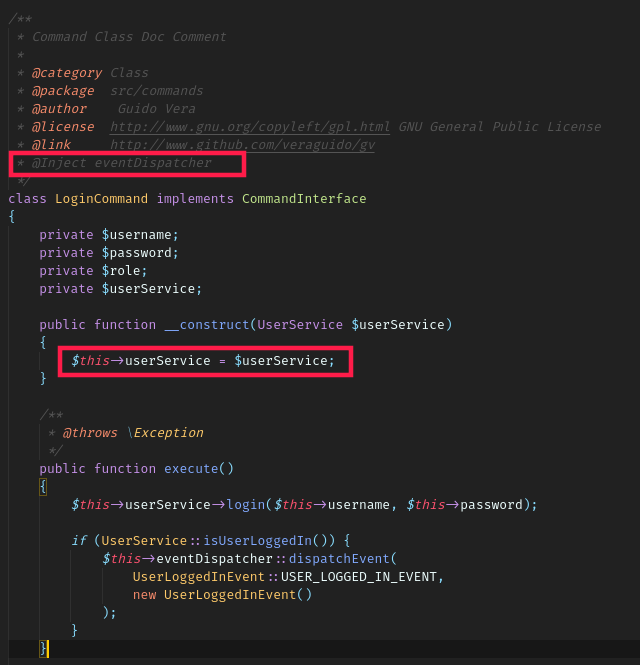 /**
 * Command Class Doc Comment
 *
 * @category Class
 * @package  src/commands
 * @author    Guido Vera
 * @license  http://www.gnu.org/copyleft/gpl.html GNU General Public License
 * @link     http://www.github.com/veraguido/gv
 * @Inject eventDispatcher
 */
class LoginCommand implements CommandInterface
{
    private $username;
    private $password;
    private $role;
    private $userService;

    public function __construct(UserService $userService)
    {
        $this->userService = $userService;
    }

    /**
     * @throws \Exception
     */
    public function execute()
    {
        $this->userService->login($this->username, $this->password);

        if (UserService::isUserLoggedIn()) {
            $this->eventDispatcher::dispatchEvent(
                UserLoggedInEvent::USER_LOGGED_IN_EVENT,
                new UserLoggedInEvent()
            );
        }
    }